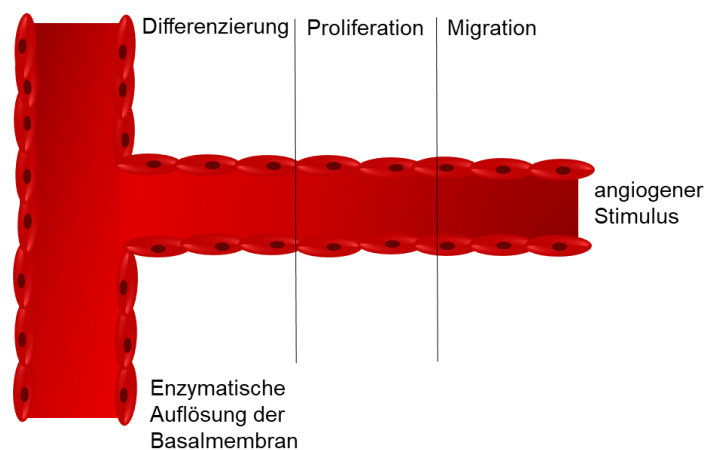 Differenzierung
Proliferation
Migration
angiogener
Stimulus
Enzymatische
Auflösung der
Basalmembran